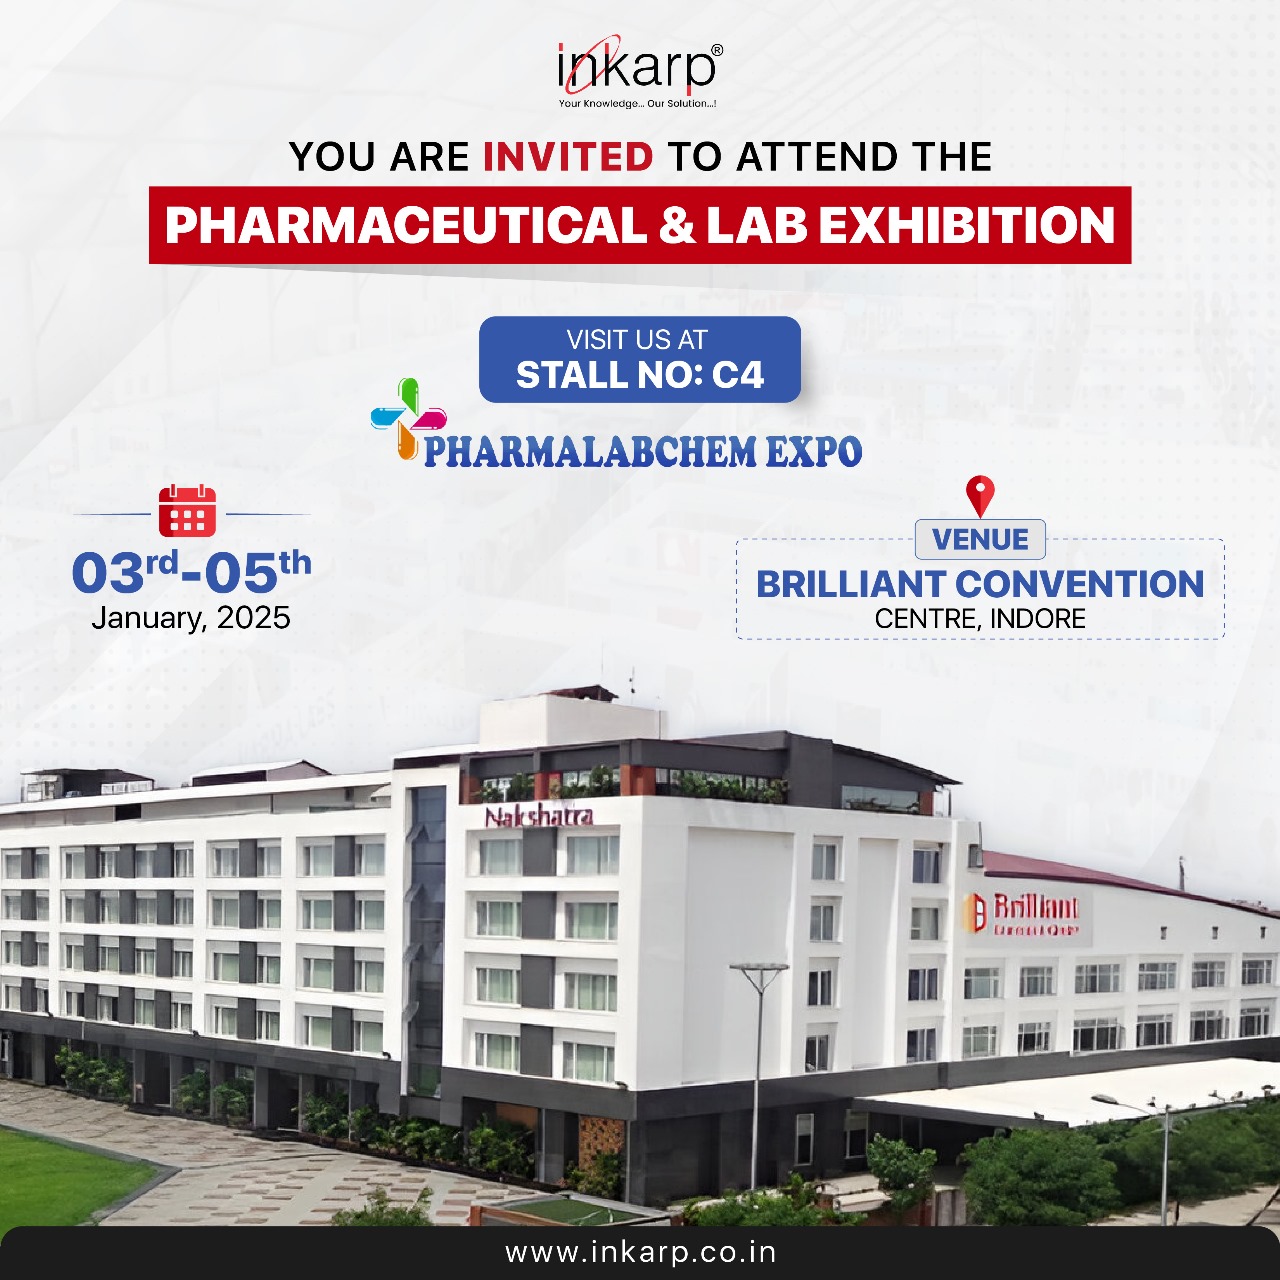 inkarp®
Your Knowledge... Our Solution...!
YOU ARE INVITED TO ATTEND THE
PHARMACEUTICAL & LAB EXHIBITION
VISIT US AT
STALL NO: C4
PHARMALABCHEM EXPO
03rd-05th
January, 2025
VENUE
BRILLIANT CONVENTION
CENTRE, INDORE
Nakshatra
Brilliant
www.inkarp.co.in